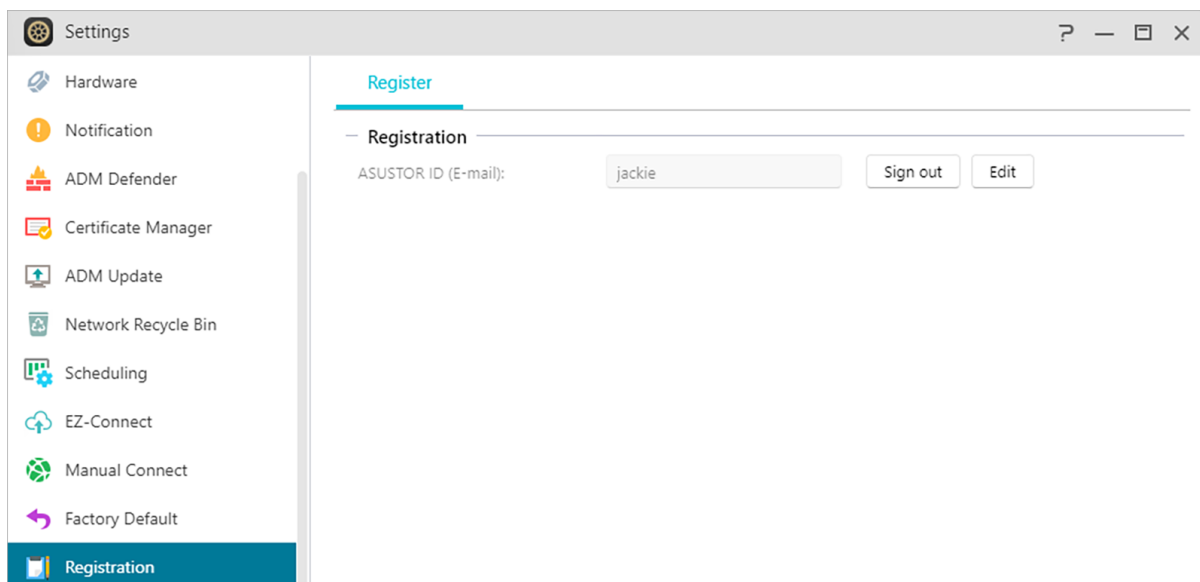 Settings
Hardware
Notification
ADM Defender
Certificate Manager
ADM Update
Network Recycle Bin
Scheduling
EZ-Connect
Manual Connect
Factory Default
Registration
Register
Registration
ASUSTOR ID (E-mail):
jackie
Sign out
Edit